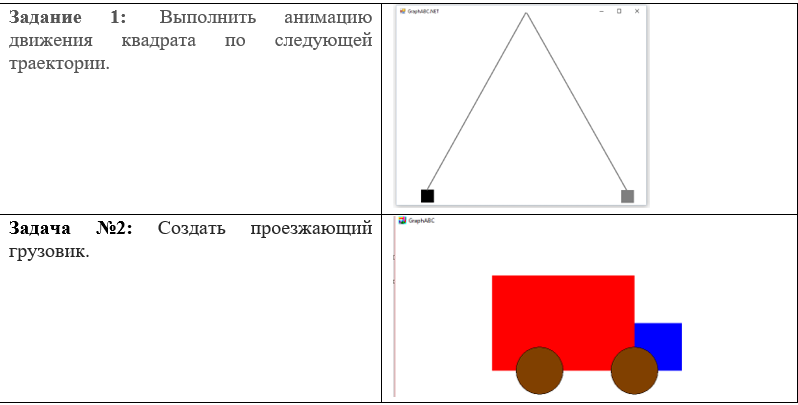 Задание 1: Выполнить анимацию
движения квадрата по следующей
траектории.
GraphABC.NET
Задача №2: Создать проезжающий
грузовик.
GraphABC